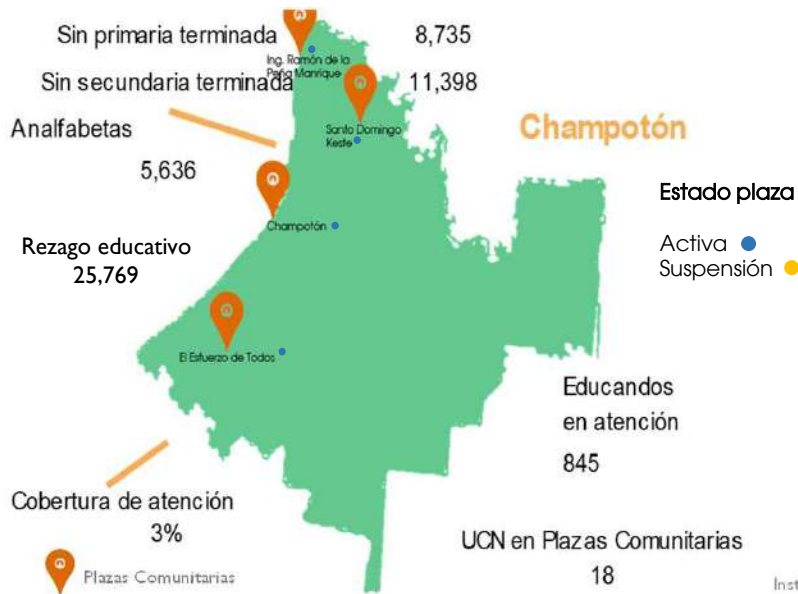 Sin primaria terminada 8,735
Ing. Ramón de la
Peña Manrique
Sin secundaria terminada 11,398
Analfabetas
5,636
Santo Domingo
Keste
Champotón
Estado plaza
Activa
Suspensión
Champotón
Rezago educativo
25,769
El Esfuerzo de Todos
Educandos
en atención
845
Cobertura de atención
3%
UCN en Plazas Comunitarias
18
Plazas Comunitarias
Inst